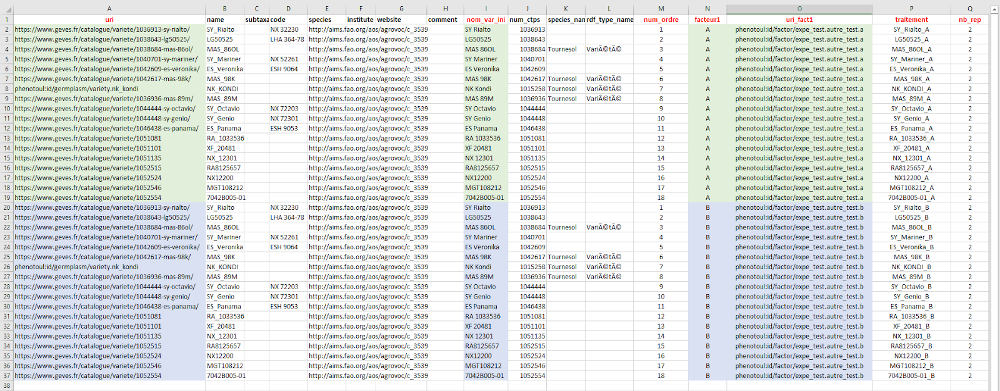 A B C D E F G H I J K L M N O P Q
1 uri name subtaxa code species institute website comment nom_var_ini num_ctps species_nan rdf_type_name num_ordre facteur1 uri_fact1 traitement nb_rep
2 https://www.geves.fr/catalogue/variete/1036913-sy-rialto/ SY_Rialto NX 32230 http://aims.fao.org/aos/agrovoc/c_3539 SY Rialto 1036913 1 A phenotoul:id/factor/expe_test.autre_test.a SY_Rialto_A 2
3 https://www.geves.fr/catalogue/variete/1038643-lg50525/ LG50525 LHA 364-78 http://aims.fao.org/aos/agrovoc/c_3539 LG50525 1038643 2 A phenotoul:id/factor/expe_test.autre_test.a LG50525_A 2
4 https://www.geves.fr/catalogue/variete/1038684-mas-86ol/ MAS_86OL http://aims.fao.org/aos/agrovoc/c_3539 MAS 86OL 1038684 Tournesol VariÃ©tÃ© 3 A phenotoul:id/factor/expe_test.autre_test.a MAS_86OL_A 2
5 https://www.geves.fr/catalogue/variete/1040701-sy-mariner/ SY_Mariner NX 52261 http://aims.fao.org/aos/agrovoc/c_3539 SY Mariner 1040701 4 A phenotoul:id/factor/expe_test.autre_test.a SY_Mariner_A 2
6 https://www.geves.fr/catalogue/variete/1042609-es-veronika/ ES_Veronika ESH 9064 http://aims.fao.org/aos/agrovoc/c_3539 ES Veronika 1042609 5 A phenotoul:id/factor/expe_test.autre_test.a ES_Veronika_A 2
7 https://www.geves.fr/catalogue/variete/1042617-mas-98k/ MAS_98K http://aims.fao.org/aos/agrovoc/c_3539 MAS 98K 1042617 Tournesol VariÃ©tÃ© 6 A phenotoul:id/factor/expe_test.autre_test.a MAS_98K_A 2
8 phenotoul:id/germplasm/variety.nk_kondi NK_KONDI http://aims.fao.org/aos/agrovoc/c_3539 NK Kondi 1015258 Tournesol VariÃ©tÃ© 7 A phenotoul:id/factor/expe_test.autre_test.a NK_KONDI_A 2
9 https://www.geves.fr/catalogue/variete/1036936-mas-89m/ MAS_89M http://aims.fao.org/aos/agrovoc/c_3539 MAS 89M 1036936 Tournesol VariÃ©tÃ© 8 A phenotoul:id/factor/expe_test.autre_test.a MAS_89M_A 2
10 https://www.geves.fr/catalogue/variete/1044444-sy-octavio/ SY_Octavio NX 72203 http://aims.fao.org/aos/agrovoc/c_3539 SY Octavio 1044444 9 A phenotoul:id/factor/expe_test.autre_test.a SY_Octavio_A 2
11 https://www.geves.fr/catalogue/variete/1044448-sy-genio/ SY_Genio NX 72301 http://aims.fao.org/aos/agrovoc/c_3539 SY Genio 1044448 10 A phenotoul:id/factor/expe_test.autre_test.a SY_Genio_A 2
12 https://www.geves.fr/catalogue/variete/1046438-es-panama/ ES_Panama ESH 9053 http://aims.fao.org/aos/agrovoc/c_3539 ES Panama 1046438 11 A phenotoul:id/factor/expe_test.autre_test.a ES_Panama_A 2
13 https://www.geves.fr/catalogue/variete/1051081 RA_1033536 http://aims.fao.org/aos/agrovoc/c_3539 RA 1033536 1051081 12 A phenotoul:id/factor/expe_test.autre_test.a RA_1033536_A 2
14 https://www.geves.fr/catalogue/variete/1051101 XF_20481 http://aims.fao.org/aos/agrovoc/c_3539 XF 20481 1051101 13 A phenotoul:id/factor/expe_test.autre_test.a XF_20481_A 2
15 https://www.geves.fr/catalogue/variete/1051135 NX_12301 http://aims.fao.org/aos/agrovoc/c_3539 NX 12301 1051135 14 A phenotoul:id/factor/expe_test.autre_test.a NX_12301_A 2
16 https://www.geves.fr/catalogue/variete/1052515 RA8125657 http://aims.fao.org/aos/agrovoc/c_3539 RA8125657 1052515 15 A phenotoul:id/factor/expe_test.autre_test.a RA8125657_A 2
17 https://www.geves.fr/catalogue/variete/1052524 NX12200 http://aims.fao.org/aos/agrovoc/c_3539 NX12200 1052524 16 A phenotoul:id/factor/expe_test.autre_test.a NX12200_A 2
18 https://www.geves.fr/catalogue/variete/1052546 MGT108212 http://aims.fao.org/aos/agrovoc/c_3539 MGT108212 1052546 17 A phenotoul:id/factor/expe_test.autre_test.a MGT108212_A 2
19 https://www.geves.fr/catalogue/variete/1052554 7042B005-01 http://aims.fao.org/aos/agrovoc/c_3539 7042B005-01 1052554 18 A phenotoul:id/factor/expe_test.autre_test.a 7042B005-01_A 2
20 https://www.geves.fr/catalogue/variete/1036913-sy-rialto/ SY_Rialto NX 32230 http://aims.fao.org/aos/agrovoc/c_3539 SY Rialto 1036913 1 B phenotoul:id/factor/expe_test.autre_test.b SY_Rialto_B 2
21 https://www.geves.fr/catalogue/variete/1038643-lg50525/ LG50525 LHA 364-78 http://aims.fao.org/aos/agrovoc/c_3539 LG50525 1038643 2 B phenotoul:id/factor/expe_test.autre_test.b LG50525_B 2
22 https://www.geves.fr/catalogue/variete/1038684-mas-86ol/ MAS_86OL http://aims.fao.org/aos/agrovoc/c_3539 MAS 86OL 1038684 Tournesol VariÃ©tÃ© 3 B phenotoul:id/factor/expe_test.autre_test.b MAS_86OL_B 2
23 https://www.geves.fr/catalogue/variete/1040701-sy-mariner/ SY_Mariner NX 52261 http://aims.fao.org/aos/agrovoc/c_3539 SY Mariner 1040701 4 B phenotoul:id/factor/expe_test.autre_test.b SY_Mariner_B 2
24 https://www.geves.fr/catalogue/variete/1042609-es-veronika/ ES_Veronika ESH 9064 http://aims.fao.org/aos/agrovoc/c_3539 ES Veronika 1042609 5 B phenotoul:id/factor/expe_test.autre_test.b ES_Veronika_B 2
25 https://www.geves.fr/catalogue/variete/1042617-mas-98k/ MAS_98K http://aims.fao.org/aos/agrovoc/c_3539 MAS 98K 1042617 Tournesol VariÃ©tÃ© 6 B phenotoul:id/factor/expe_test.autre_test.b MAS_98K_B 2
26 phenotoul:id/germplasm/variety.nk_kondi NK_KONDI http://aims.fao.org/aos/agrovoc/c_3539 NK Kondi 1015258 Tournesol VariÃ©tÃ© 7 B phenotoul:id/factor/expe_test.autre_test.b NK_KONDI_B 2
27 https://www.geves.fr/catalogue/variete/1036936-mas-89m/ MAS_89M http://aims.fao.org/aos/agrovoc/c_3539 MAS 89M 1036936 Tournesol VariÃ©tÃ© 8 B phenotoul:id/factor/expe_test.autre_test.b MAS_89M_B 2
28 https://www.geves.fr/catalogue/variete/1044444-sy-octavio/ SY_Octavio NX 72203 http://aims.fao.org/aos/agrovoc/c_3539 SY Octavio 1044444 9 B phenotoul:id/factor/expe_test.autre_test.b SY_Octavio_B 2
29 https://www.geves.fr/catalogue/variete/1044448-sy-genio/ SY_Genio NX 72301 http://aims.fao.org/aos/agrovoc/c_3539 SY Genio 1044448 10 B phenotoul:id/factor/expe_test.autre_test.b SY_Genio_B 2
30 https://www.geves.fr/catalogue/variete/1046438-es-panama/ ES_Panama ESH 9053 http://aims.fao.org/aos/agrovoc/c_3539 ES Panama 1046438 11 B phenotoul:id/factor/expe_test.autre_test.b ES_Panama_B 2
31 https://www.geves.fr/catalogue/variete/1051081 RA_1033536 http://aims.fao.org/aos/agrovoc/c_3539 RA 1033536 1051081 12 B phenotoul:id/factor/expe_test.autre_test.b RA_1033536_B 2
32 https://www.geves.fr/catalogue/variete/1051101 XF_20481 http://aims.fao.org/aos/agrovoc/c_3539 XF 20481 1051101 13 B phenotoul:id/factor/expe_test.autre_test.b XF_20481_B 2
33 https://www.geves.fr/catalogue/variete/1051135 NX_12301 http://aims.fao.org/aos/agrovoc/c_3539 NX 12301 1051135 14 B phenotoul:id/factor/expe_test.autre_test.b NX_12301_B 2
34 https://www.geves.fr/catalogue/variete/1052515 RA8125657 http://aims.fao.org/aos/agrovoc/c_3539 RA8125657 1052515 15 B phenotoul:id/factor/expe_test.autre_test.b RA8125657_B 2
35 https://www.geves.fr/catalogue/variete/1052524 NX12200 http://aims.fao.org/aos/agrovoc/c_3539 NX12200 1052524 16 B phenotoul:id/factor/expe_test.autre_test.b NX12200_B 2
36 https://www.geves.fr/catalogue/variete/1052546 MGT108212 http://aims.fao.org/aos/agrovoc/c_3539 MGT108212 1052546 17 B phenotoul:id/factor/expe_test.autre_test.b MGT108212_B 2
37 https://www.geves.fr/catalogue/variete/1052554 7042B005-01 http://aims.fao.org/aos/agrovoc/c_3539 7042B005-01 1052554 18 B phenotoul:id/factor/expe_test.autre_test.b 7042B005-01_B 2
38